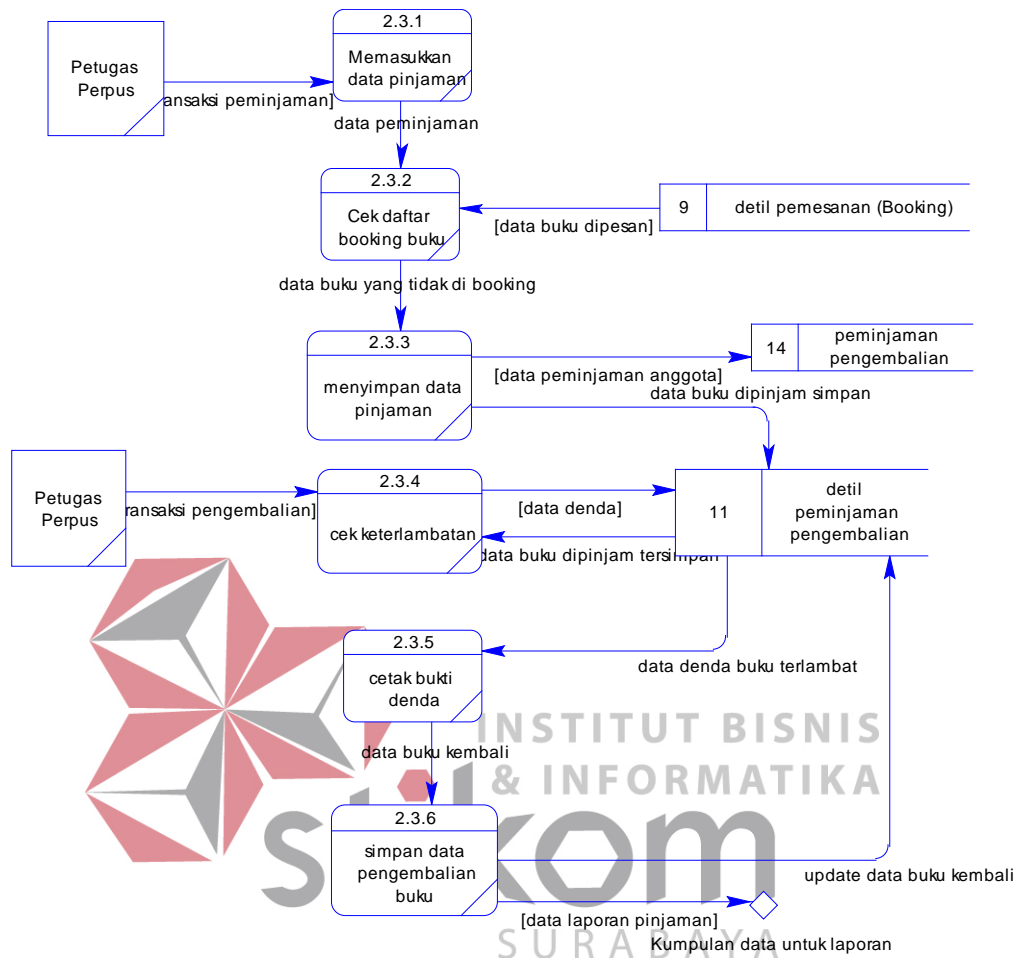 2.3.1
Memasukkan
data pinjaman
Petugas
Perpus
ansaksi peminjaman]
data peminjaman
2.3.2
Cek daftar
booking buku
9
detil pemesanan (Booking)
[data buku dipesan]
data buku yang tidak di booking
2.3.3
menyimpan data
pinjaman
14
peminjaman
pengembalian
[data peminjaman anggota]
data buku dipinjam simpan
Petugas
Perpus
ransaksi pengembalian]
2.3.4
cek keterlambatan
[data denda]
data buku dipinjam tersimpan
11
detil
peminjaman
pengembalian
2.3.5
cetak bukti
denda
data denda buku terlambat
data buku kembali
INSTITUT BISNIS
& INFORMATIKA
stikom
SURABAYA
2.3.6
simpan data
pengembalian
buku
update data buku kembali
[data laporan pinjaman]
Kumpulan data untuk laporan